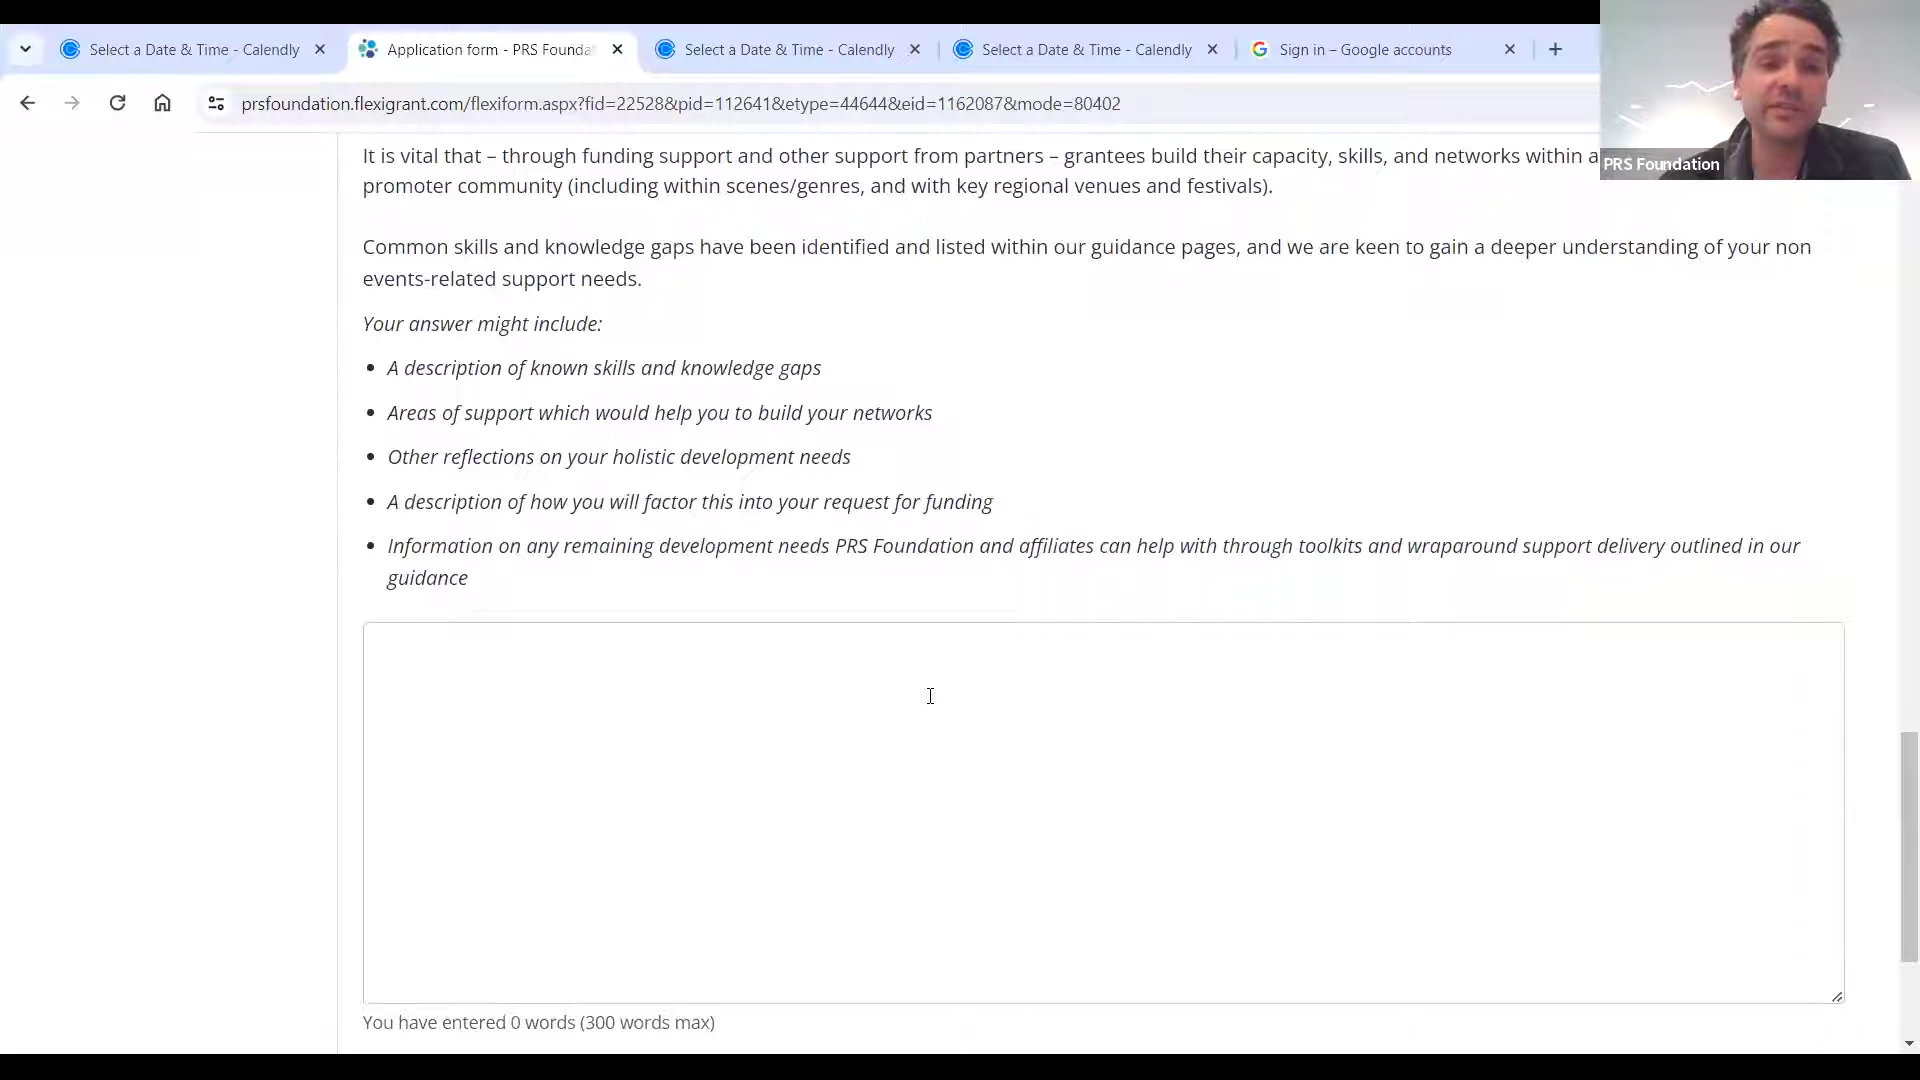 Select a Date & Time - Calendly
Application form - PRS Founda
Select a Date & Time - Calendly
Select a Date & Time - Calendly
Sign in – Google accounts
prsfoundation.flexigrant.com/flexiform.aspx?fid=22528&pid=112641&etype=44644&eid=1162087&mode=80402
PRS Foundation
It is vital that – through funding support and other support from partners – grantees build their capacity, skills, and networks within a
promoter community (including within scenes/genres, and with key regional venues and festivals).
Common skills and knowledge gaps have been identified and listed within our guidance pages, and we are keen to gain a deeper understanding of your non
events-related support needs.
Your answer might include:
• A description of known skills and knowledge gaps
• Areas of support which would help you to build your networks
• Other reflections on your holistic development needs
• A description of how you will factor this into your request for funding
• Information on any remaining development needs PRS Foundation and affiliates can help with through toolkits and wraparound support delivery outlined in our
guidance
You have entered 0 words (300 words max)